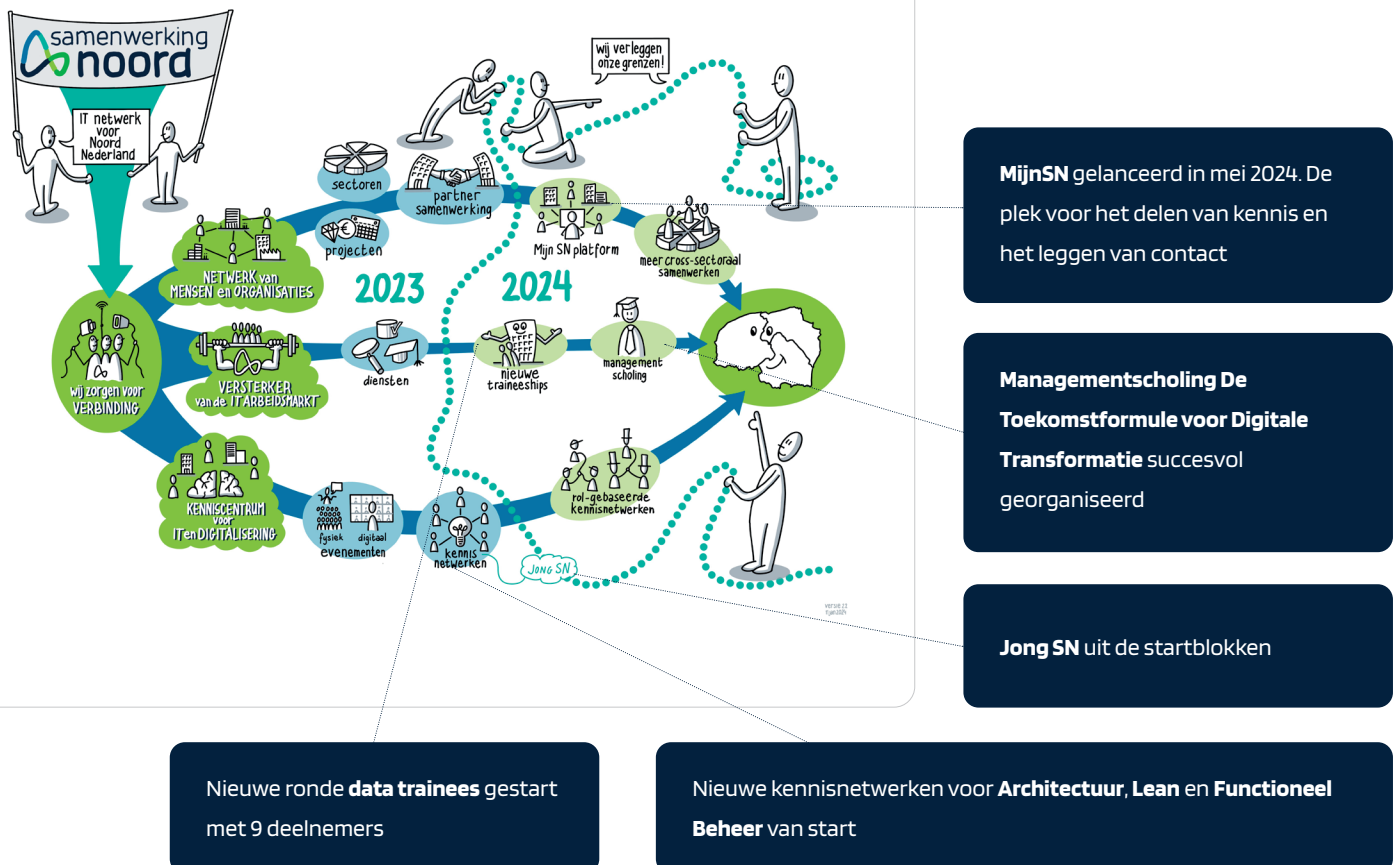 samenwerking
noord
IT netwerk
voor
Noord
Nederland
wij verleggen
onze grenzen!
sectoren
partner
samenwerking
projecten
Mijn SN platform
meer cross-sectoraal
samenwerken
NETWERK van
MENSEN en ORGANISATIES
2023
2024
wij zorgen voor
VERBINDING
VERSTERKER
van de IT ARBEIDSMARKT
diensten
nieuwe
traineeships
management
scholing
KENNISCENTRUM
voor
IT en DIGITALISERING
fysiek
digitaal
evenementen
kennis
netwerken
JONG SN
rol-gebaseerde
kennisnetwerken
MijnSN gelanceerd in mei 2024. De
plek voor het delen van kennis en
het leggen van contact
Managementscholing De
Toekomstformule voor Digitale
Transformatie succesvol
georganiseerd
Jong SN uit de startblokken
Nieuwe ronde data trainees gestart
met 9 deelnemers
Nieuwe kennisnetwerken voor Architectuur, Lean en Functioneel
Beheer van start